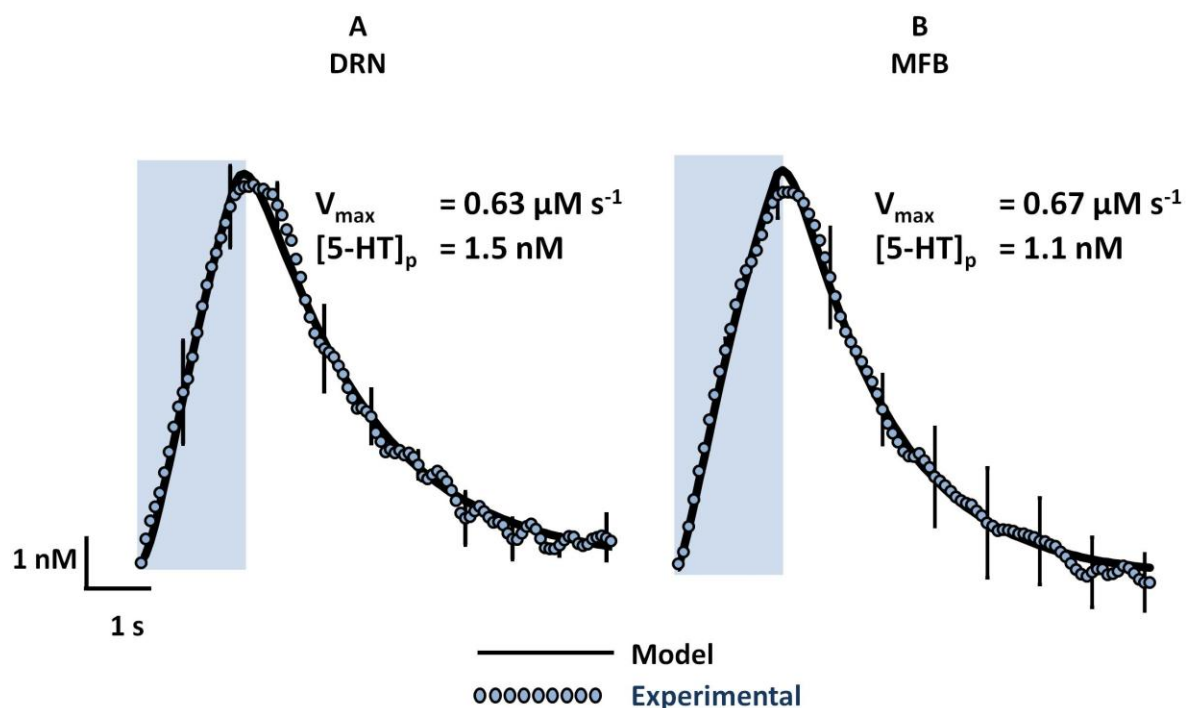 A
DRN
B
MFB
Vmax = 0.63 µM s-1
[5-HT]p = 1.5 nM
Vmax = 0.67 µM s-1
[5-HT]p = 1.1 nM
1 nM
1 s
Model
Experimental